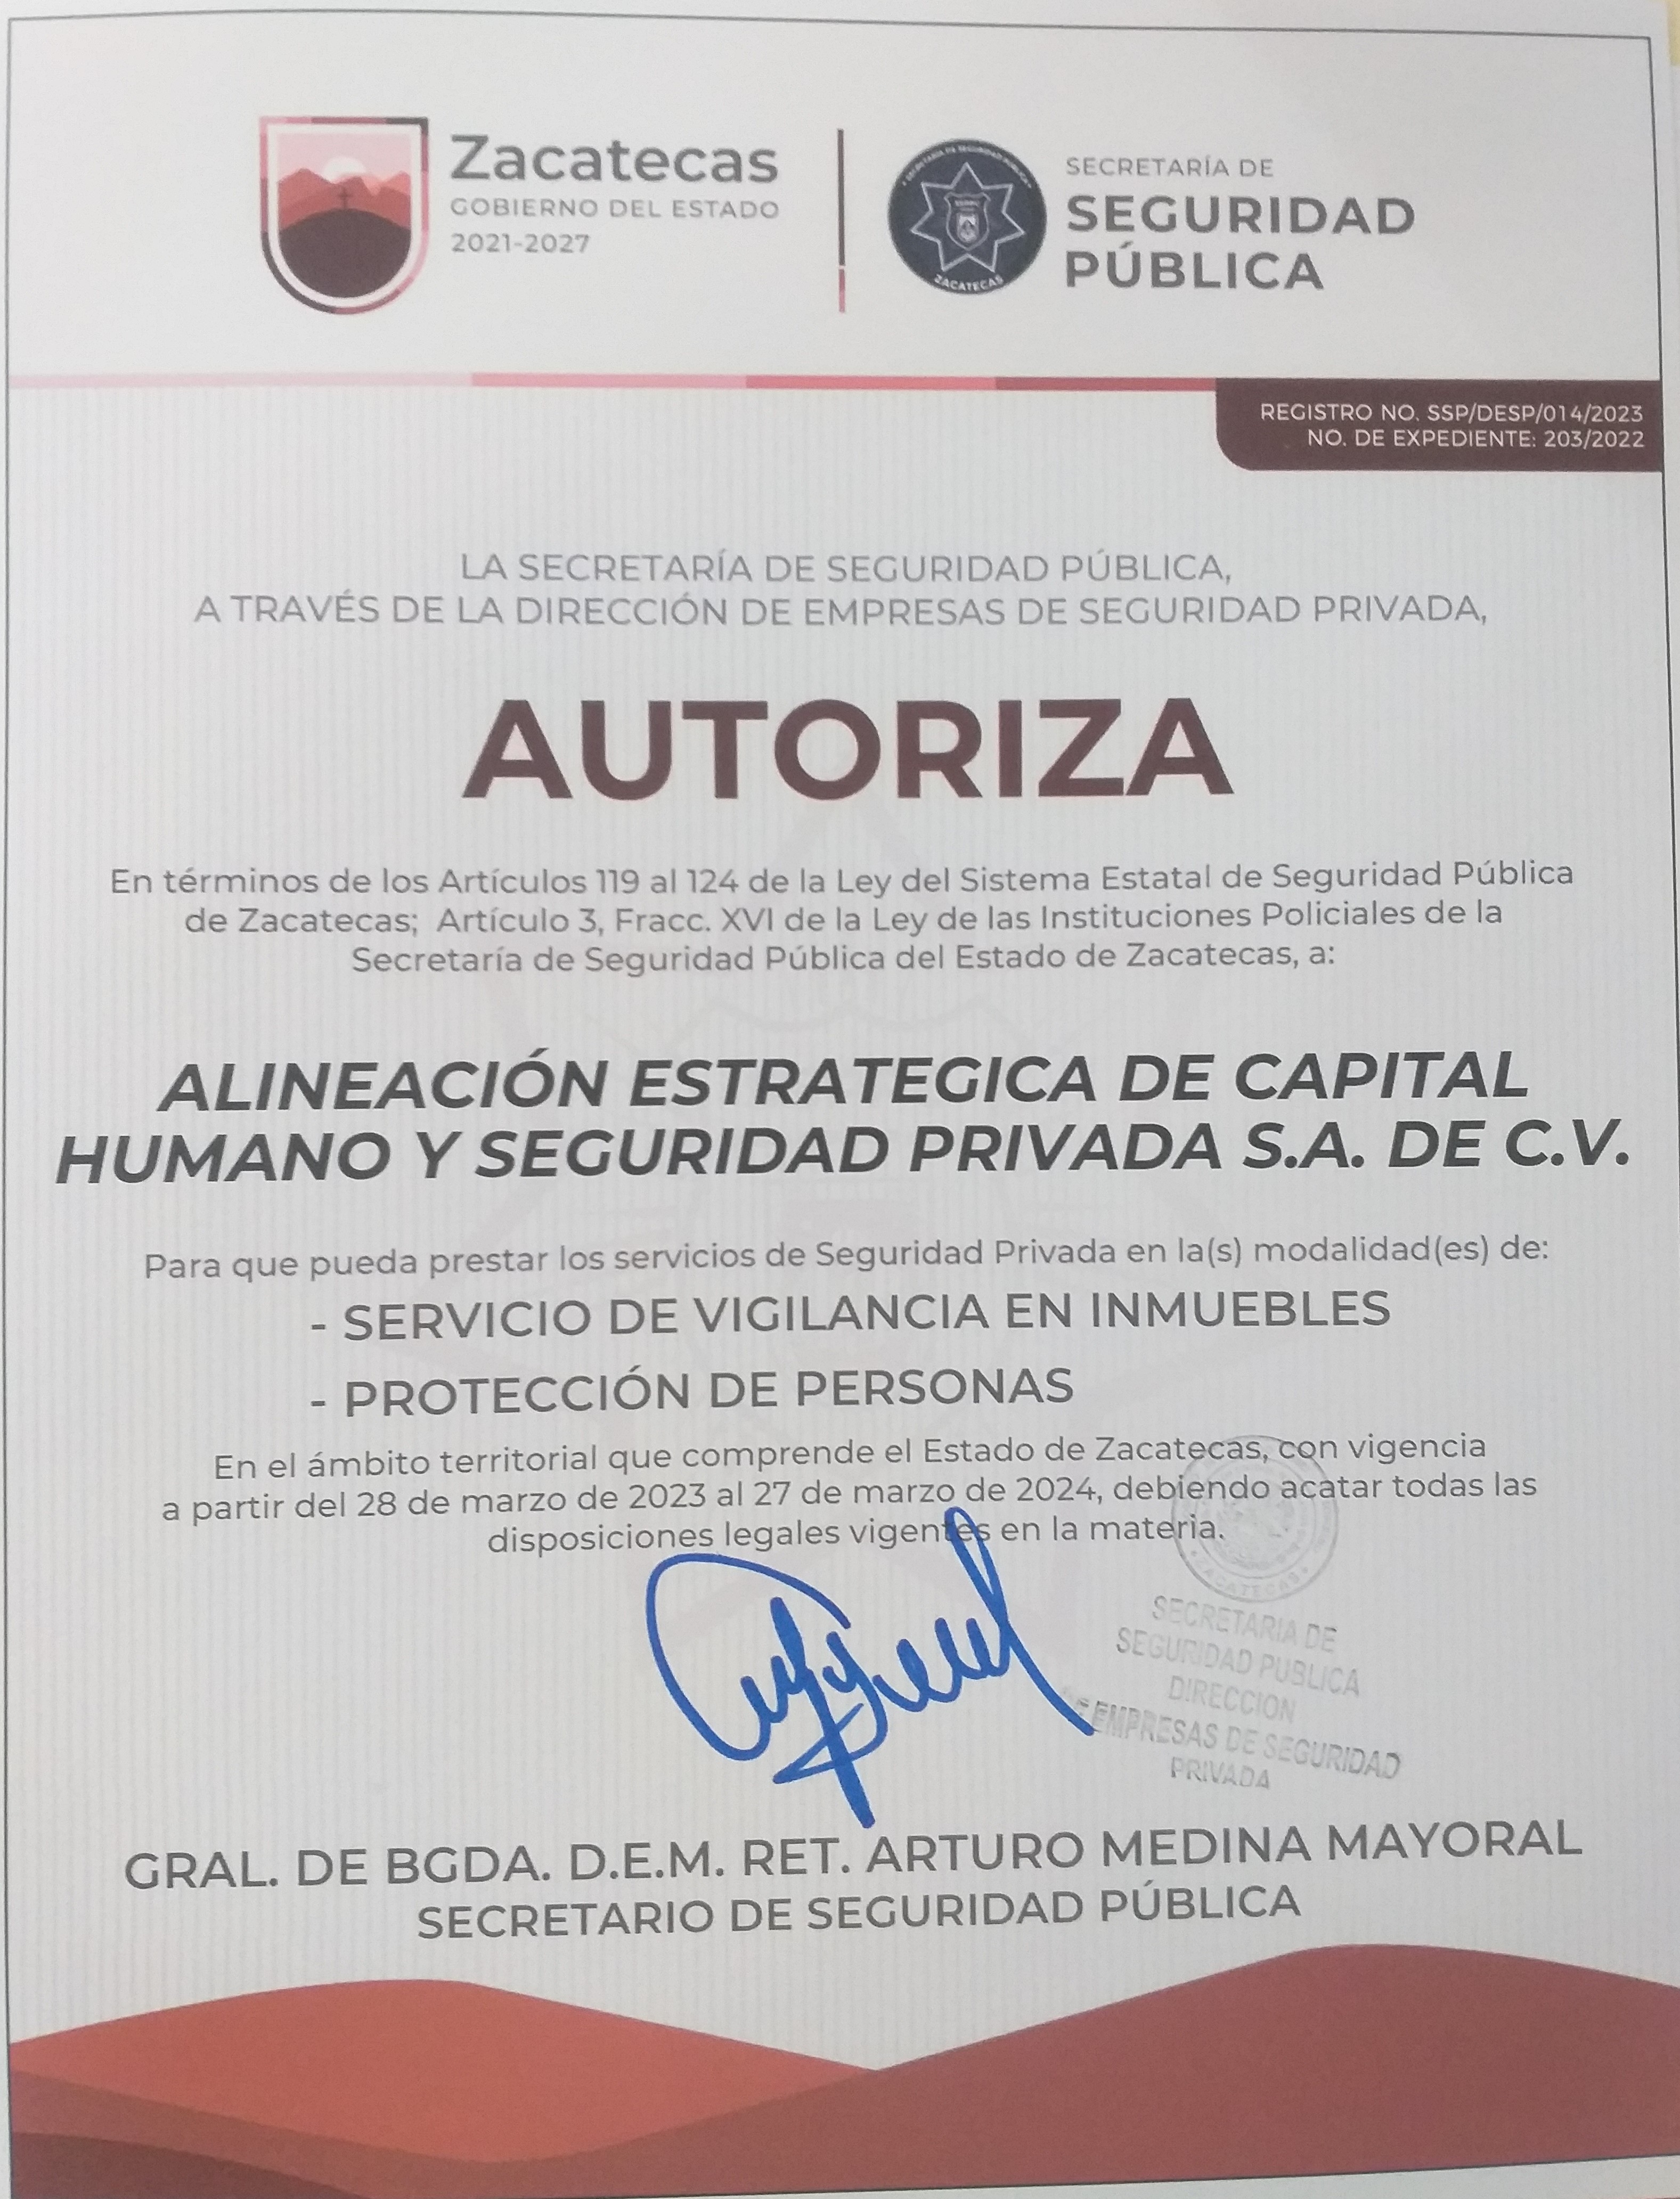 Zacatecas
GOBIERNO DEL ESTADO
2021-2027
SECRETARÍA DE
SEGURIDAD
PÚBLICA
ZACATECAS
REGISTRO NO. SSP/DESP/014/2023
NO. DE EXPEDIENTE: 203/2022
LA SECRETARÍA DE SEGURIDAD PÚBLICA,
A TRAVÉS DE LA DIRECCIÓN DE EMPRESAS DE SEGURIDAD PRIVADA,
AUTORIZA
En términos de los Artículos 119 al 124 de la Ley del Sistema Estatal de Seguridad Pública
de Zacatecas; Artículo 3, Fracc. XVI de la Ley de las Instituciones Policiales de la
Secretaría de Seguridad Pública del Estado de Zacatecas, a:
ALINEACIÓN ESTRATEGICA DE CAPITAL
HUMANO Y SEGURIDAD PRIVADA S.A. DE C.V.
Para que pueda prestar los servicios de Seguridad Privada en la(s) modalidad(es) de:
- SERVICIO DE VIGILANCIA EN INMUEBLES
- PROTECCIÓN DE PERSONAS
En el ámbito territorial que comprende el Estado de Zacatecas, con vigencia
a partir del 28 de marzo de 2023 al 27 de marzo de 2024, debiendo acatar todas las
disposiciones legales vigentes en la materia.
ZACATECAS
SECRETARIA DE
SEGURIDAD PUBLICA
DIRECCION
DE EMPRESAS DE SEGURIDAD
PRIVADA
GRAL. DE BGDA. D.E.M. RET. ARTURO MEDINA MAYORAL
SECRETARIO DE SEGURIDAD PÚBLICA